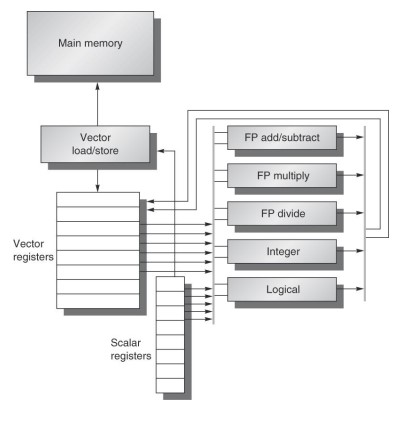 Main memory
Vector
load/store
FP add/subtract
FP multiply
FP divide
Integer
Logical
Vector
registers
Scalar
registers